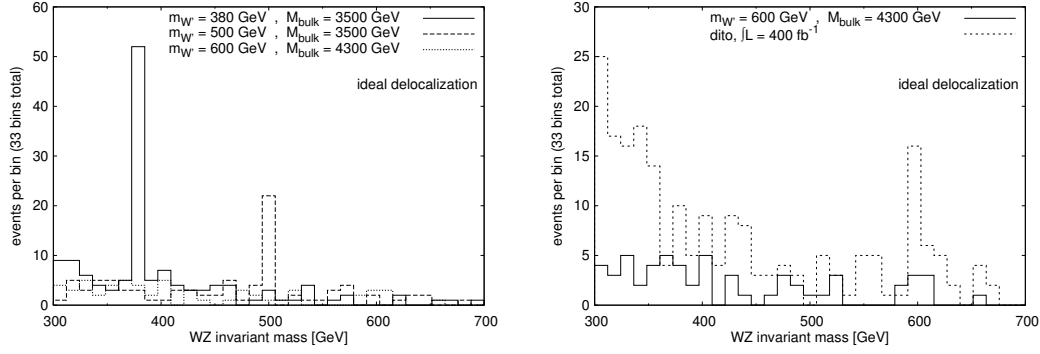 events per bin (33 bins total)
60
50
40
30
20
10
0
m_W' = 380 GeV , M_bulk = 3500 GeV
m_W' = 500 GeV , M_bulk = 3500 GeV
m_W' = 600 GeV , M_bulk = 4300 GeV
ideal delocalization
300 400 500 600 700
WZ invariant mass [GeV]
events per bin (33 bins total)
30
25
20
15
10
5
0
m_W' = 600 GeV , M_bulk = 4300 GeV
dito, ∫L = 400 fb⁻¹
ideal delocalization
300 400 500 600 700
WZ invariant mass [GeV]